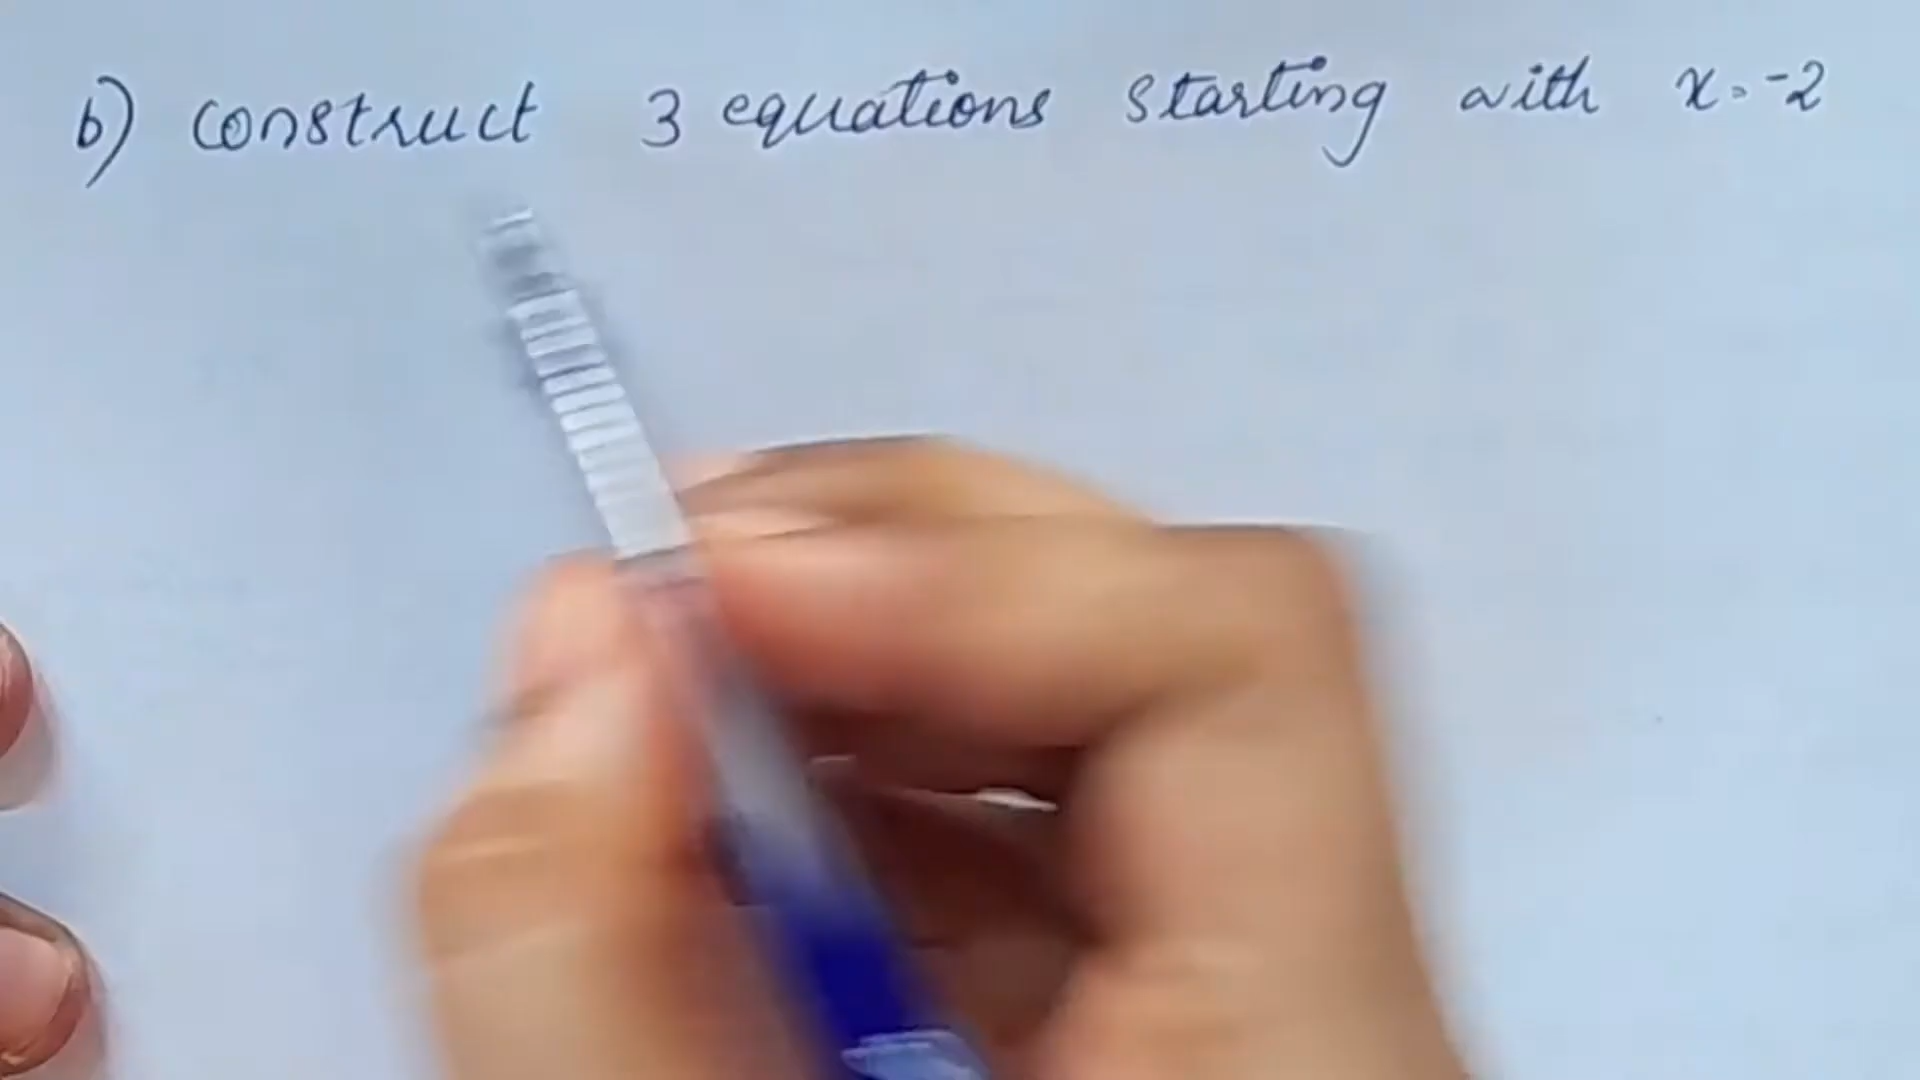 b) construct 3 equations starting with x = -2